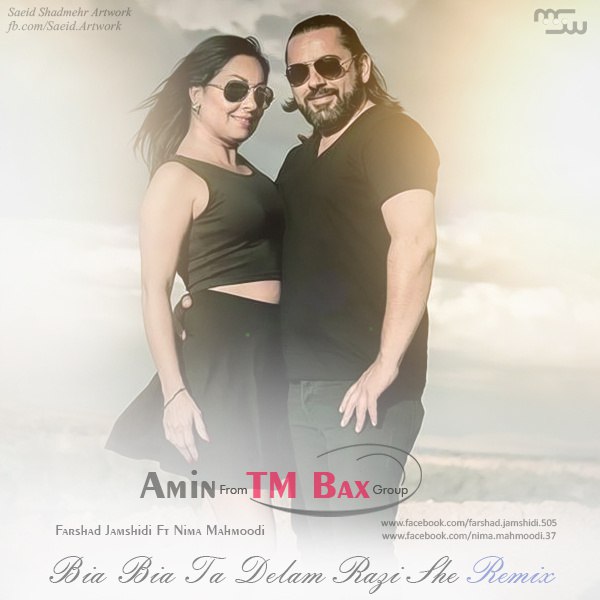 Saeid Shadmehr Artwork
fb.com/Saeid.Artwork
Amin From TM Bax Group
Farshad Jamshidi Ft Nima Mahmoodi
www.facebook.com/farshad.jamshidi.505
www.facebook.com/nima.mahmoodi.37
Bia Bia Ta Delam Razi She Remix